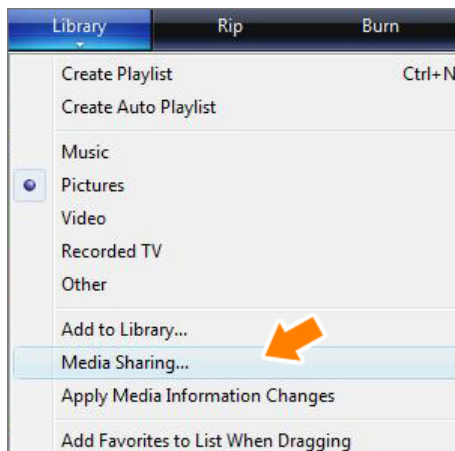 Library Rip Burn
Create Playlist Ctrl+N
Create Auto Playlist
Music
Pictures
Video
Recorded TV
Other
Add to Library...
Media Sharing...
Apply Media Information Changes
Add Favorites to List When Dragging